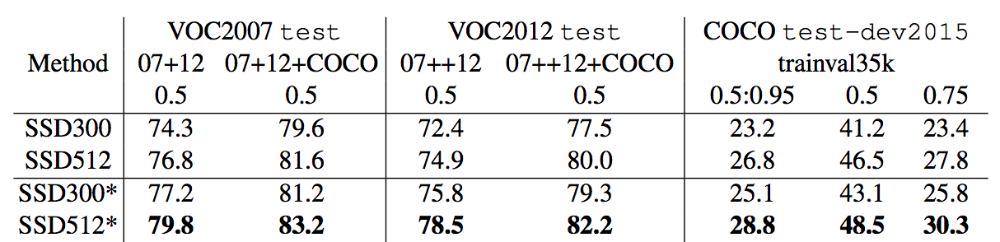 VOC2007 test VOC2012 test COCO test-dev2015
Method 07+12 07+12+COCO 07++12 07++12+COCO trainval35k
0.5 0.5 0.5 0.5 0.5:0.95 0.5 0.75
SSD300 74.3 79.6 72.4 77.5 23.2 41.2 23.4
SSD512 76.8 81.6 74.9 80.0 26.8 46.5 27.8
SSD300* 77.2 81.2 75.8 79.3 25.1 43.1 25.8
SSD512* 79.8 83.2 78.5 82.2 28.8 48.5 30.3